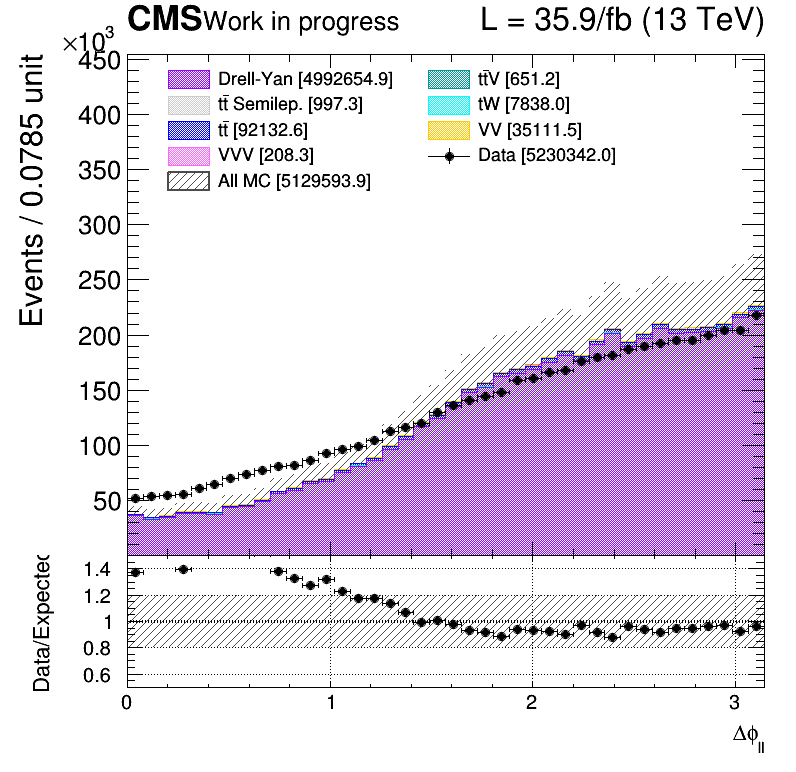 CMS Work in progress L = 35.9/fb (13 TeV)
×10³
Events / 0.0785 unit
450
400
350
300
250
200
150
100
50
Drell-Yan [4992654.9]
tt̄ Semilep. [997.3]
tt̄ [92132.6]
VVV [208.3]
All MC [5129593.9]
tt̄V [651.2]
tW [7838.0]
VV [35111.5]
Data [5230342.0]
Data/Expected
1.4
1.2
1
0.8
0.6
0 1 2 3
Δϕ_ll